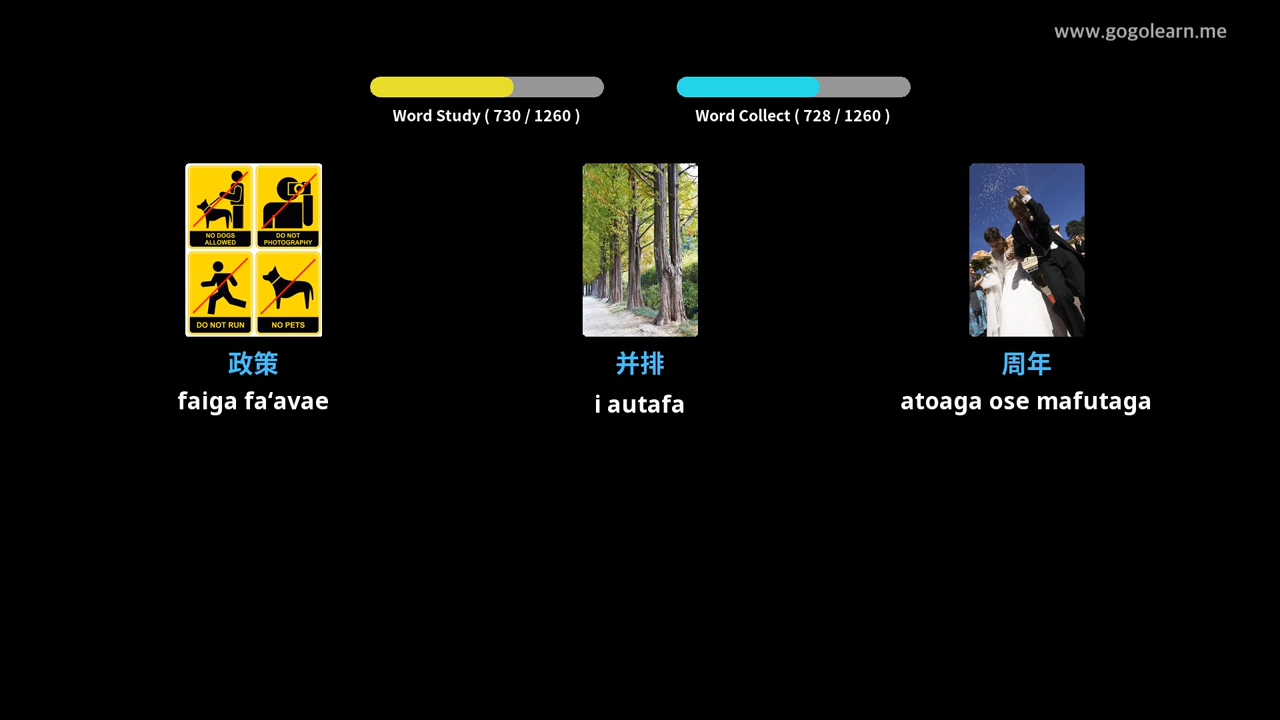 www.gogolearn.me
Word Study ( 730 / 1260 )
Word Collect ( 728 / 1260 )
NO DOGS
ALLOWED
DO NOT
PHOTOGRAPHY
DO NOT RUN
NO PETS
政策
faiga fa‘avae
并排
i autafa
周年
atoaga ose mafutaga